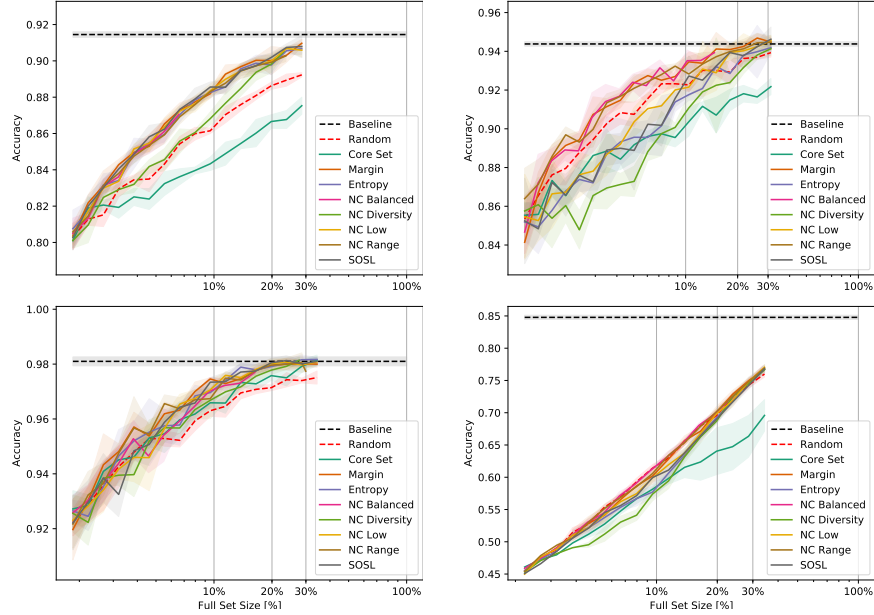 0.92
0.90
0.88
0.86
0.84
0.82
0.80
Accuracy
10%
20%
30%
100%
Baseline
Random
Core Set
Margin
Entropy
NC Balanced
NC Diversity
NC Low
NC Range
SOSL
0.96
0.94
0.92
0.90
0.88
0.86
0.84
Accuracy
10%
20%
30%
100%
Baseline
Random
Core Set
Margin
Entropy
NC Balanced
NC Diversity
NC Low
NC Range
SOSL
1.00
0.98
0.96
0.94
0.92
Accuracy
10%
20%
30%
100%
Full Set Size [%]
Baseline
Random
Core Set
Margin
Entropy
NC Balanced
NC Diversity
NC Low
NC Range
SOSL
0.85
0.80
0.75
0.70
0.65
0.60
0.55
0.50
0.45
Accuracy
10%
20%
30%
100%
Full Set Size [%]
Baseline
Random
Core Set
Margin
Entropy
NC Balanced
NC Diversity
NC Low
NC Range
SOSL